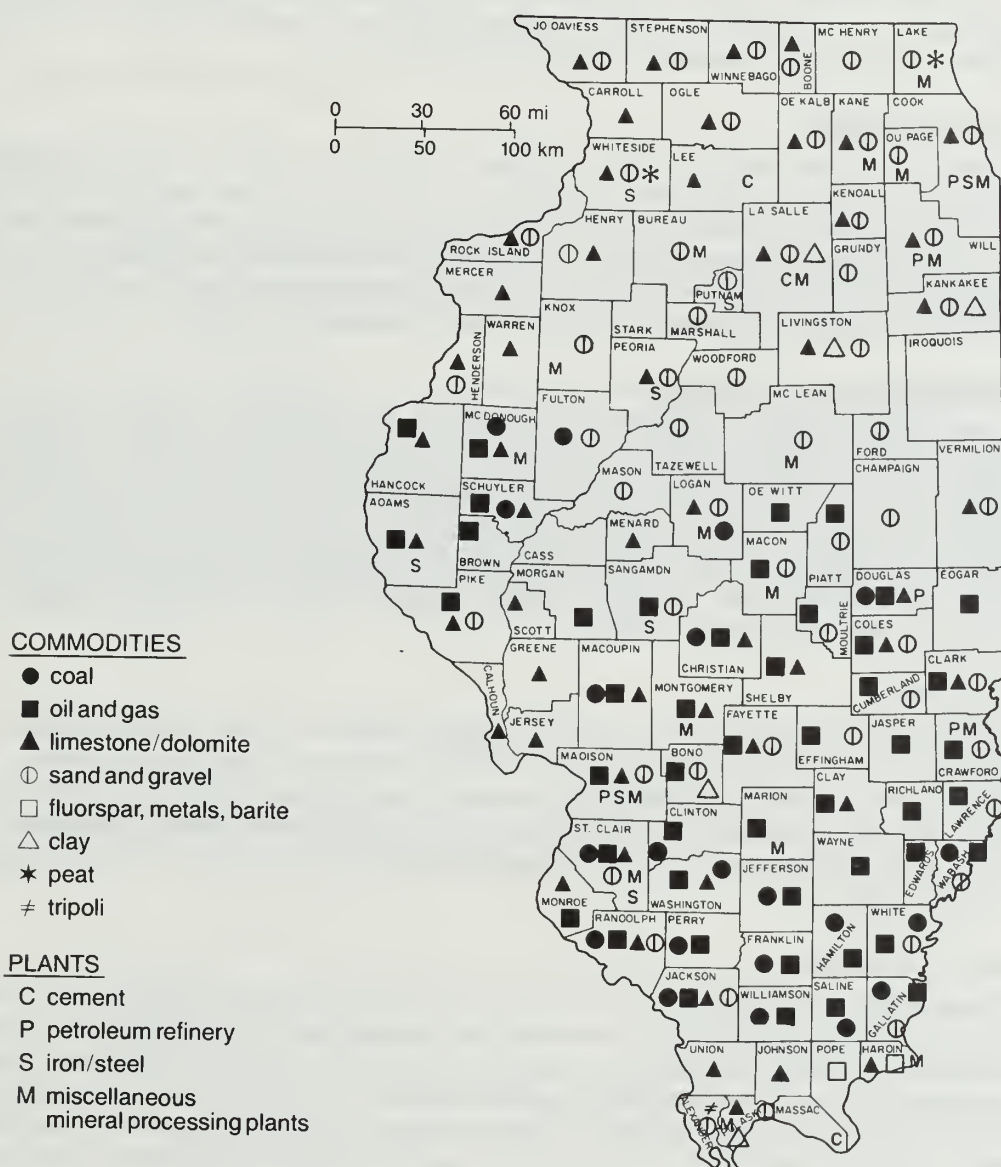 JO DAVIESS STEPHENSON MC HENRY LAKE
WINNEBAGO BOONE
M
CARROLL OGLE DE KALB KANE COOK
0 30 60 mi
0 50 100 km
DU PAGE
WHITESIDE LEE M M
S C KENDALL PSM
HENRY BUREAU LA SALLE
ROCK ISLAND M GRUNDY PM WILL
MERCER PUTNAM CM KANKAKEE
S
KNOX
WARREN STARK MARSHALL LIVINGSTON
HENDERSON PEORIA WOODFORD IROQUOIS
M S
FULTON MC LEAN
MC DONOUGH
M M FORD VERMILION
HANCOCK MASON TAZEWELL CHAMPAIGN
SCHUYLER LOGAN DE WITT
ADAMS MENARD M
S BROWN CASS MACON PIATT
PIKE MORGAN SANGAMON M DOUGLAS EDGAR
P
SCOTT S MOULTRIE
COLES
GREENE MACOUPIN CHRISTIAN CLARK
CALHOUN MONTGOMERY SHELBY CUMBERLAND
JERSEY M FAYETTE JASPER PM
MADISON BOND EFFINGHAM CRAWFORD
PSM CLAY
MARION RICHLAND LAWRENCE
CLINTON
ST. CLAIR M WAYNE EDWARDS WABASH
M
S WASHINGTON JEFFERSON
MONROE
RANDOLPH PERRY HAMILTON WHITE
FRANKLIN
JACKSON WILLIAMSON SALINE GALLATIN
UNION JOHNSON POPE HARDIN M
ALEXANDER M PULASKI MASSAC
C
COMMODITIES
● coal
■ oil and gas
▲ limestone/dolomite
⦶ sand and gravel
□ fluorspar, metals, barite
△ clay
✶ peat
≠ tripoli
PLANTS
C cement
P petroleum refinery
S iron/steel
M miscellaneous
mineral processing plants